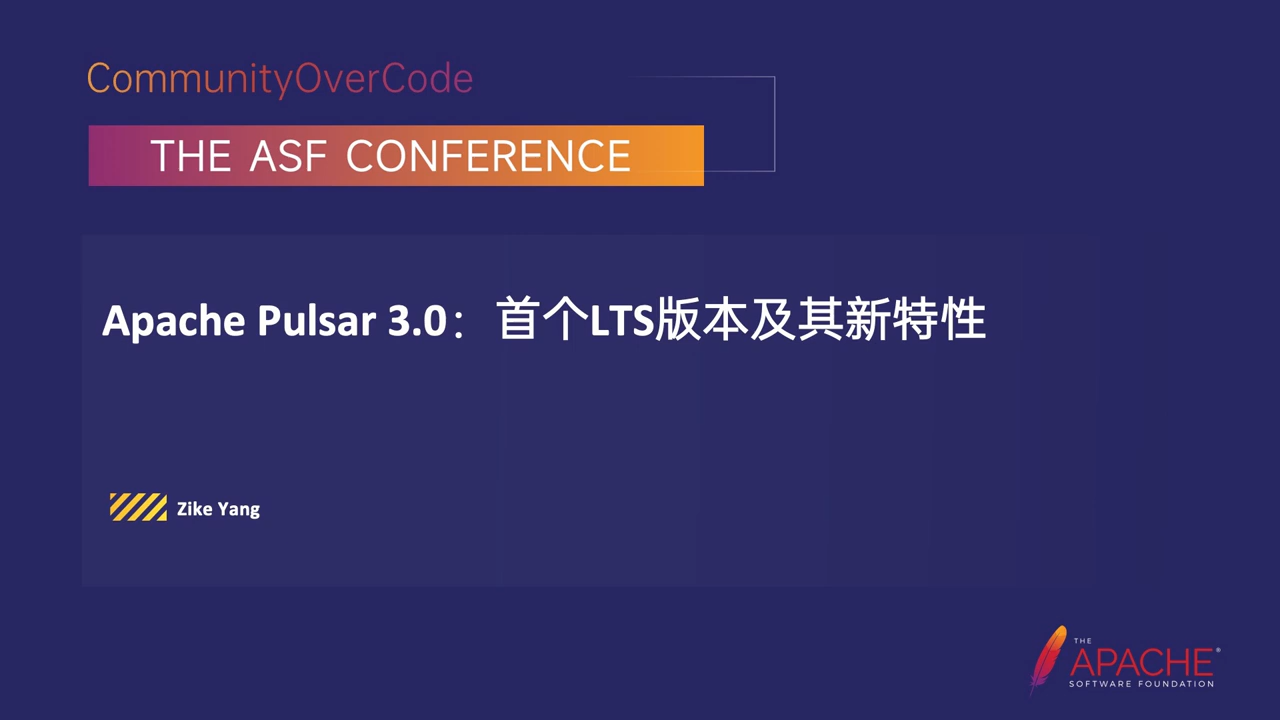 CommunityOverCode
THE ASF CONFERENCE
Apache Pulsar 3.0：首个LTS版本及其新特性
Zike Yang
THE
APACHE®
SOFTWARE FOUNDATION